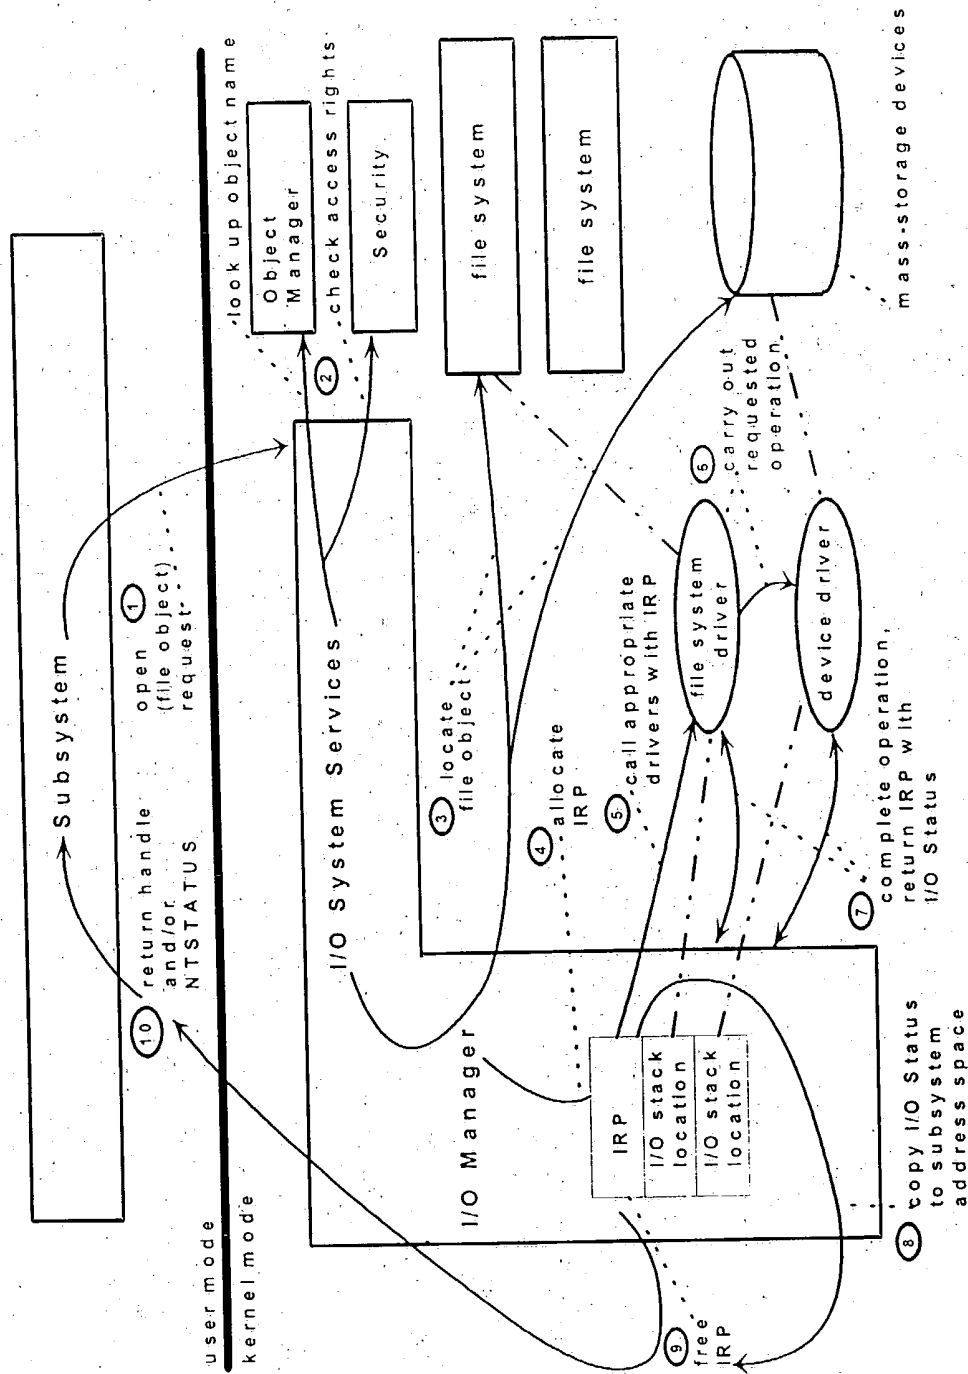 Subsystem
1
open
(file object)
request
10
return handle
and/or
NTSTATUS
user mode
kernel mode
look up object name
Object
Manager
check access rights
Security
2
I/O System Services
file system
file system
3
locate
file object
4
allocate
IRP
5
call appropriate
drivers with IRP
6
carry out
requested
operation
mass-storage devices
file system
driver
device driver
I/O Manager
IRP
I/O stack
location
I/O stack
location
7
complete operation,
return IRP with
I/O Status
8
copy I/O Status
to subsystem
address space
9
free
IRP